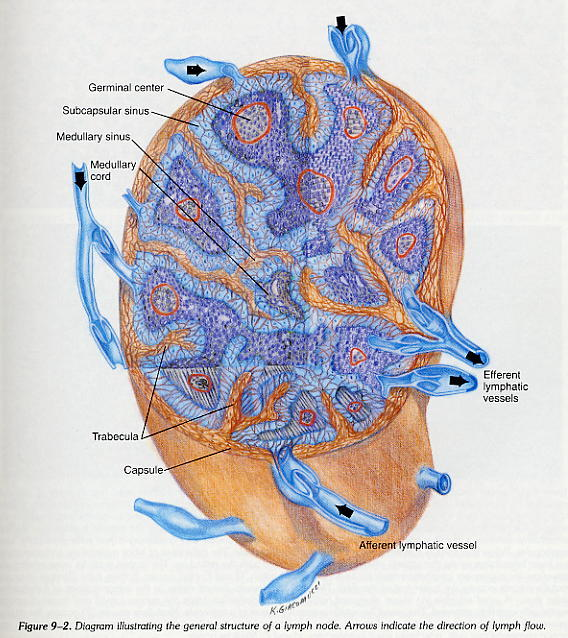 Germinal center
Subcapsular sinus
Medullary sinus
Medullary
cord
Efferent
lymphatic
vessels
Trabecula
Capsule
Afferent lymphatic vessel
K. GIACOMUCCI
Figure 9–2. Diagram illustrating the general structure of a lymph node. Arrows indicate the direction of lymph flow.